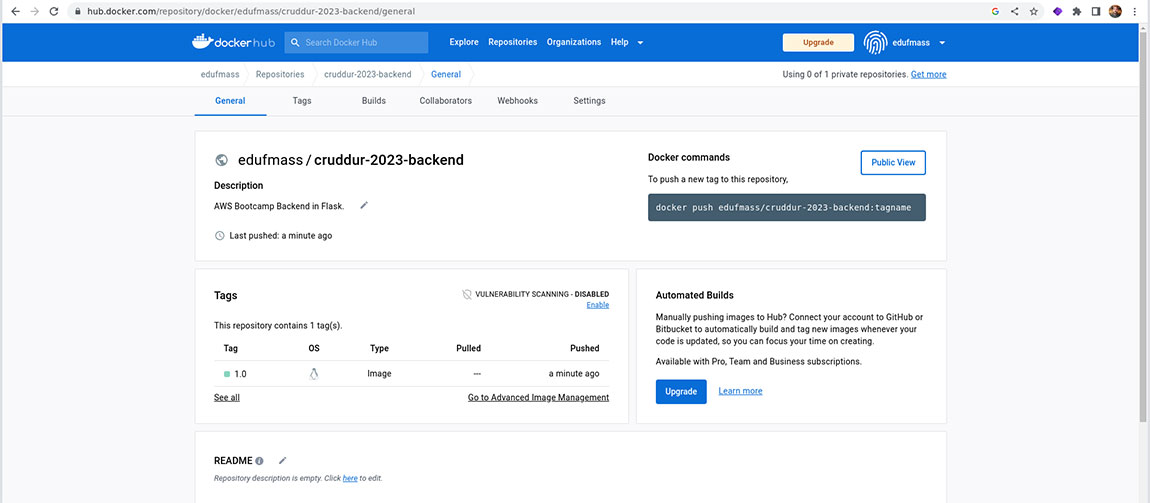 hub.docker.com/repository/docker/edufmass/cruddur-2023-backend/general
docker hub
Search Docker Hub
Explore Repositories Organizations Help
Upgrade
edufmass
edufmass Repositories cruddur-2023-backend General
Using 0 of 1 private repositories. Get more
General Tags Builds Collaborators Webhooks Settings
edufmass / cruddur-2023-backend
Description
AWS Bootcamp Backend in Flask.
Last pushed: a minute ago
Docker commands
Public View
To push a new tag to this repository,
docker push edufmass/cruddur-2023-backend:tagname
Tags
VULNERABILITY SCANNING - DISABLED
Enable
This repository contains 1 tag(s).
Tag OS Type Pulled Pushed
1.0 Image --- a minute ago
See all
Go to Advanced Image Management
Automated Builds
Manually pushing images to Hub? Connect your account to GitHub or
Bitbucket to automatically build and tag new images whenever your
code is updated, so you can focus your time on creating.
Available with Pro, Team and Business subscriptions.
Upgrade
Learn more
README
Repository description is empty. Click here to edit.